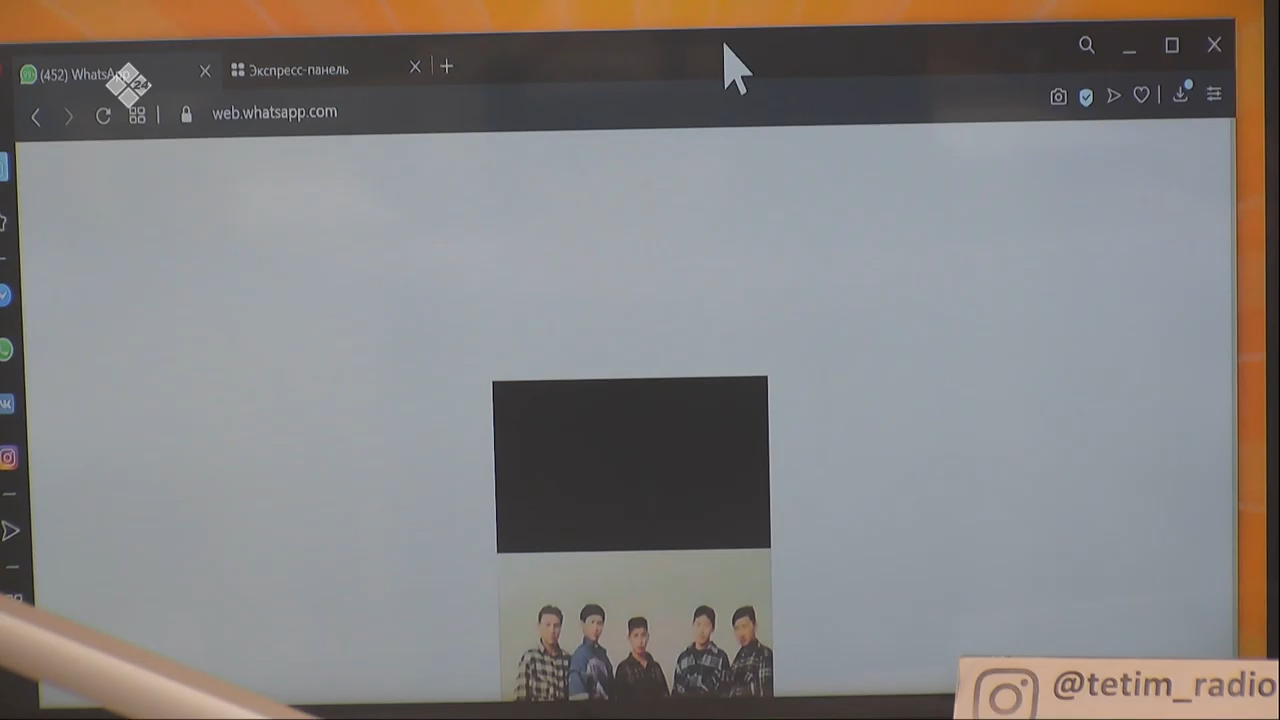 (452) WhatsApp
Экспресс-панель
web.whatsapp.com
@tetim_radio